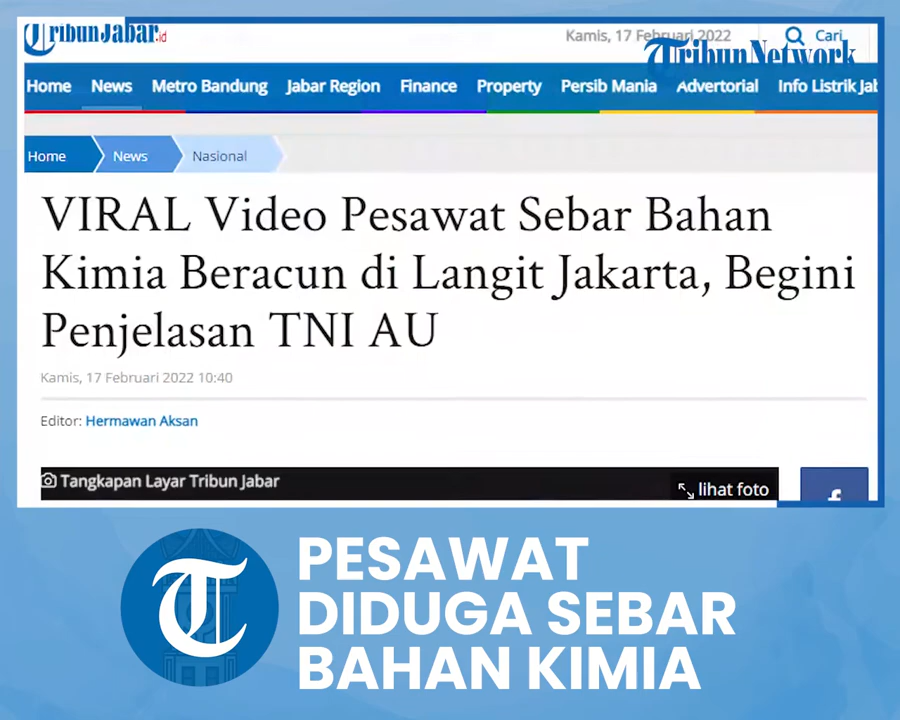 TribunJabar.id
Kamis, 17 Februari 2022
Cari
Tribun Network
Home News Metro Bandung Jabar Region Finance Property Persib Mania Advertorial Info Listrik Jab
Home News Nasional
VIRAL Video Pesawat Sebar Bahan
Kimia Beracun di Langit Jakarta, Begini
Penjelasan TNI AU
Kamis, 17 Februari 2022 10:40
Editor: Hermawan Aksan
Tangkapan Layar Tribun Jabar
lihat foto
f
T
PESAWAT
DIDUGA SEBAR
BAHAN KIMIA